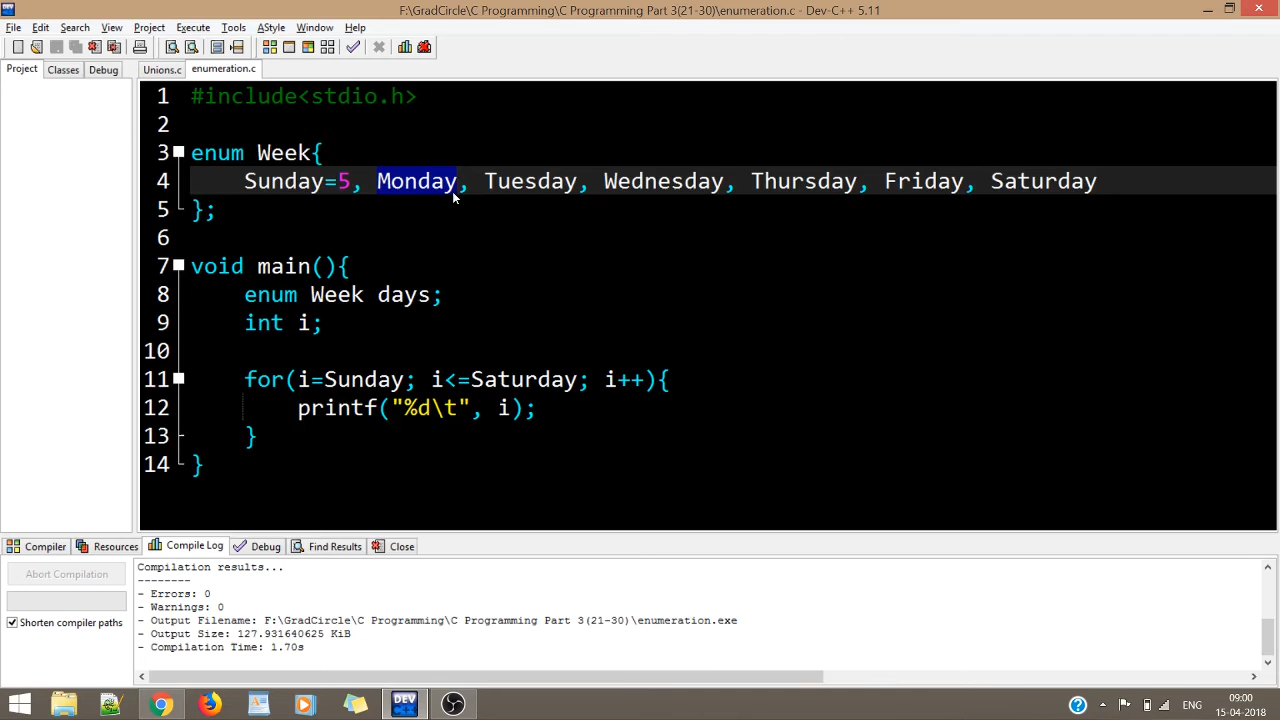 F:\GradCircle\C Programming\C Programming Part 3(21-30)\enumeration.c - Dev-C++ 5.11
File Edit Search View Project Execute Tools AStyle Window Help
Project Classes Debug Unions.c enumeration.c
1 #include<stdio.h>
2
3 enum Week{
4 Sunday=5, Monday, Tuesday, Wednesday, Thursday, Friday, Saturday
5 };
6
7 void main(){
8 enum Week days;
9 int i;
10
11 for(i=Sunday; i<=Saturday; i++){
12 printf("%d\t", i);
13 }
14 }
Compiler Resources Compile Log Debug Find Results Close
Abort Compilation
Shorten compiler paths
Compilation results...
--------
- Errors: 0
- Warnings: 0
- Output Filename: F:\GradCircle\C Programming\C Programming Part 3(21-30)\enumeration.exe
- Output Size: 127.931640625 KiB
- Compilation Time: 1.70s
DEV C++
ENG
09:00
15-04-2018